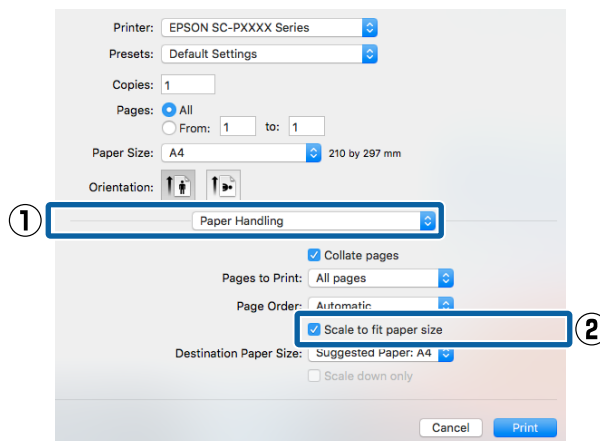 Printer: EPSON SC-PXXXX Series
Presets: Default Settings
Copies: 1
Pages: All
From: 1 to: 1
Paper Size: A4 210 by 297 mm
Orientation:
1 Paper Handling
Collate pages
Pages to Print: All pages
Page Order: Automatic
Scale to fit paper size 2
Destination Paper Size: Suggested Paper: A4
Scale down only
Cancel Print